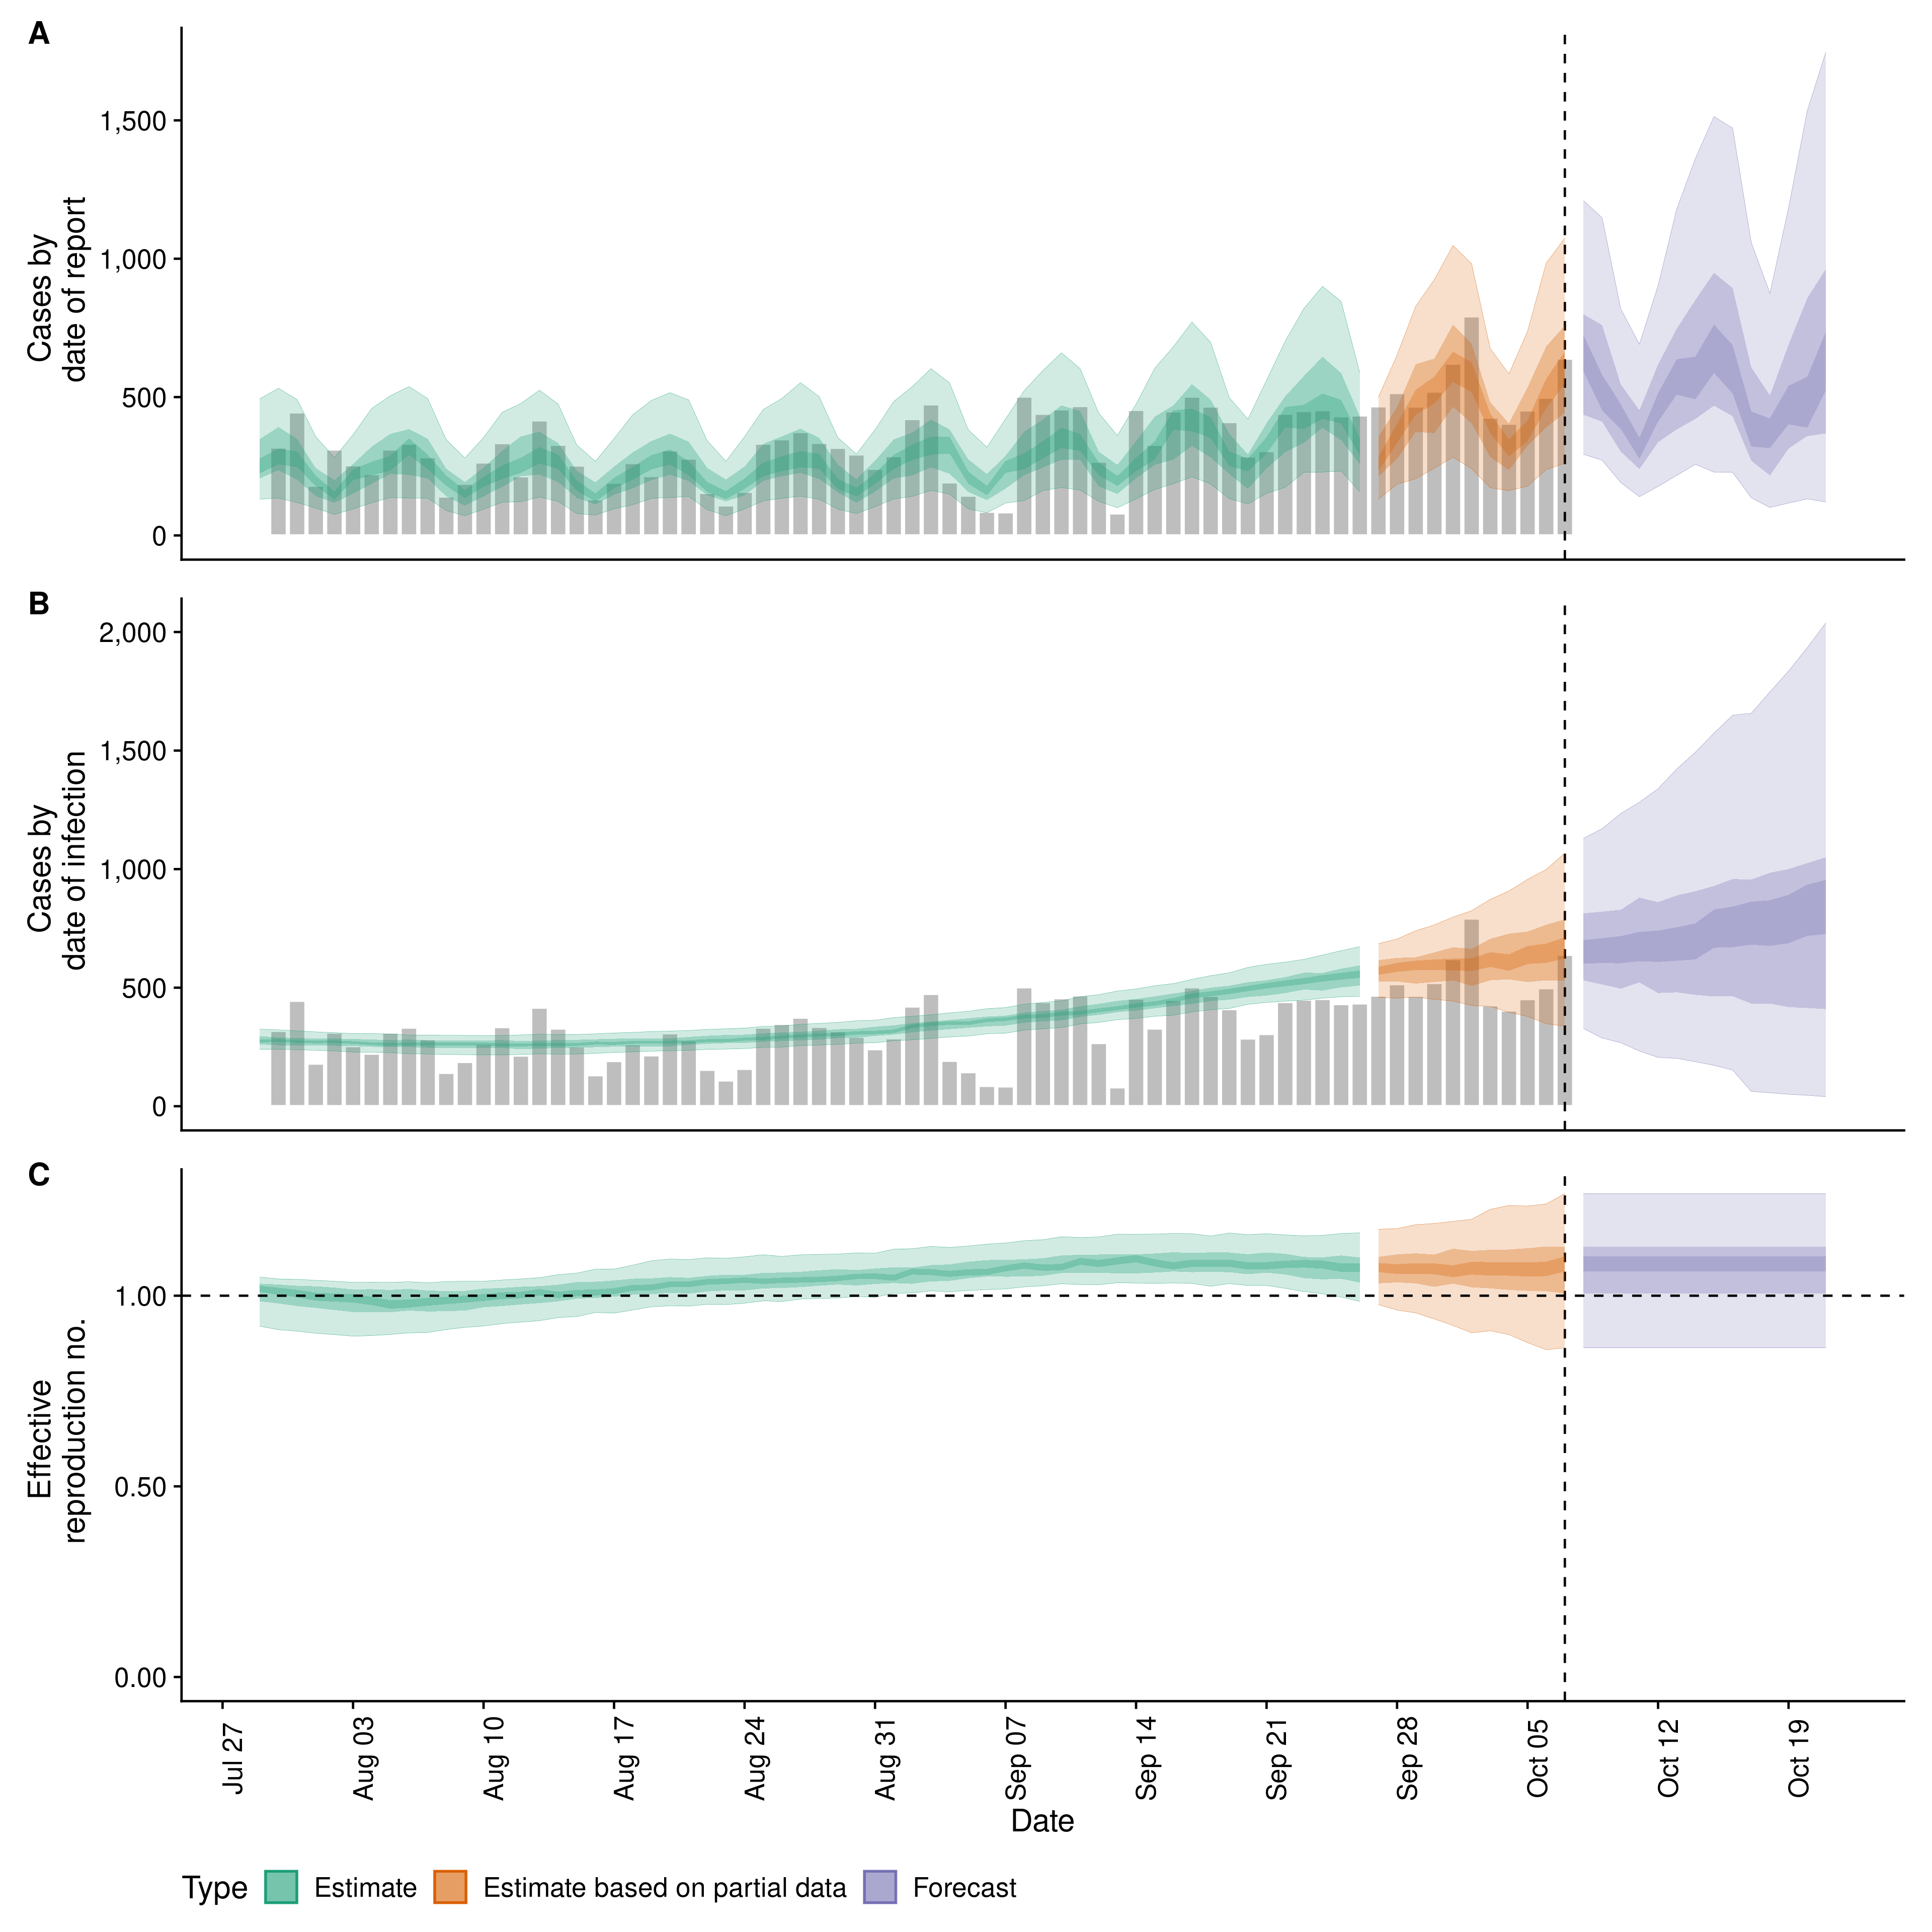 A
Cases by
date of report
1,500
1,000
500
0
B
Cases by
date of infection
2,000
1,500
1,000
500
0
C
Effective
reproduction no.
1.00
0.50
0.00
Jul 27
Aug 03
Aug 10
Aug 17
Aug 24
Aug 31
Sep 07
Sep 14
Sep 21
Sep 28
Oct 05
Oct 12
Oct 19
Date
Type Estimate Estimate based on partial data Forecast